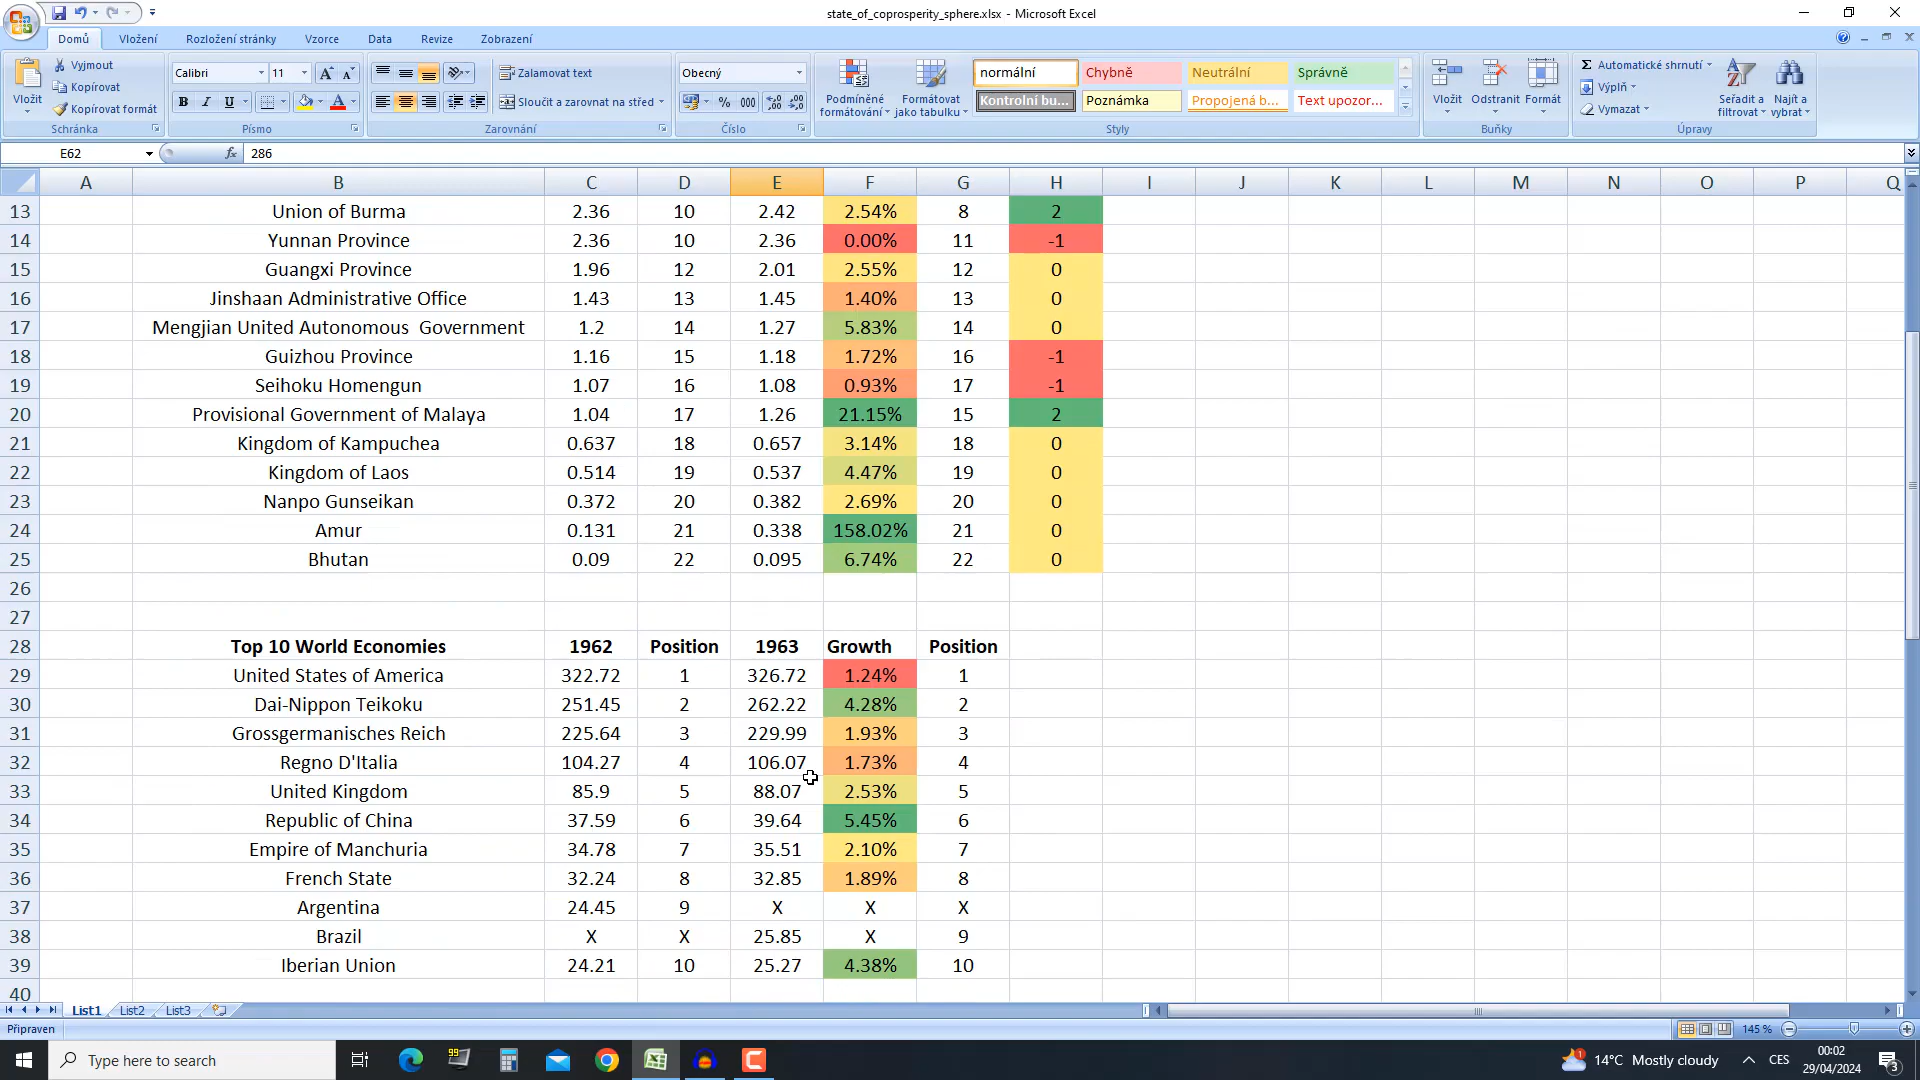 state_of_coprosperity_sphere.xlsx - Microsoft Excel
Domů Vložení Rozložení stránky Vzorce Data Revize Zobrazení
Vložit
Vyjmout
Kopírovat
Kopírovat formát
Schránka
Calibri 11
B I U
Písmo
Zalamovat text
Sloučit a zarovnat na střed
Zarovnání
Obecný
% 000
Číslo
Podmíněné formátování
Formátovat jako tabulku
normální Chybně Neutrální Správně
Kontrolní bu... Poznámka Propojená b... Text upozor...
Styly
Vložit Odstranit Formát
Buňky
Automatické shrnutí
Výplň
Vymazat
Seřadit a filtrovat
Najít a vybrat
Úpravy
E62 fx 286
A B C D E F G H I J K L M N O P Q
13 Union of Burma 2.36 10 2.42 2.54% 8 2
14 Yunnan Province 2.36 10 2.36 0.00% 11 -1
15 Guangxi Province 1.96 12 2.01 2.55% 12 0
16 Jinshaan Administrative Office 1.43 13 1.45 1.40% 13 0
17 Mengjian United Autonomous Government 1.2 14 1.27 5.83% 14 0
18 Guizhou Province 1.16 15 1.18 1.72% 16 -1
19 Seihoku Homengun 1.07 16 1.08 0.93% 17 -1
20 Provisional Government of Malaya 1.04 17 1.26 21.15% 15 2
21 Kingdom of Kampuchea 0.637 18 0.657 3.14% 18 0
22 Kingdom of Laos 0.514 19 0.537 4.47% 19 0
23 Nanpo Gunseikan 0.372 20 0.382 2.69% 20 0
24 Amur 0.131 21 0.338 158.02% 21 0
25 Bhutan 0.09 22 0.095 6.74% 22 0
26
27
28 Top 10 World Economies 1962 Position 1963 Growth Position
29 United States of America 322.72 1 326.72 1.24% 1
30 Dai-Nippon Teikoku 251.45 2 262.22 4.28% 2
31 Grossgermanisches Reich 225.64 3 229.99 1.93% 3
32 Regno D'Italia 104.27 4 106.07 1.73% 4
33 United Kingdom 85.9 5 88.07 2.53% 5
34 Republic of China 37.59 6 39.64 5.45% 6
35 Empire of Manchuria 34.78 7 35.51 2.10% 7
36 French State 32.24 8 32.85 1.89% 8
37 Argentina 24.45 9 X X X
38 Brazil X X 25.85 X 9
39 Iberian Union 24.21 10 25.27 4.38% 10
40
List1 List2 List3
Připraven 145 %
Type here to search
99
14°C Mostly cloudy
CES
00:02
29/04/2024
3